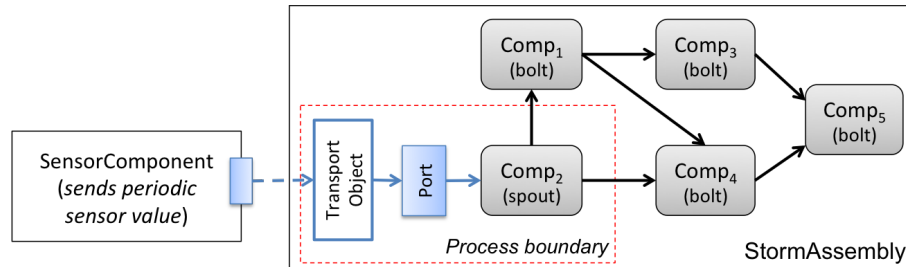 SensorComponent
(sends periodic
sensor value)
Transport
Object
Port
Comp1
(bolt)
Comp2
(spout)
Comp3
(bolt)
Comp4
(bolt)
Comp5
(bolt)
Process boundary
StormAssembly